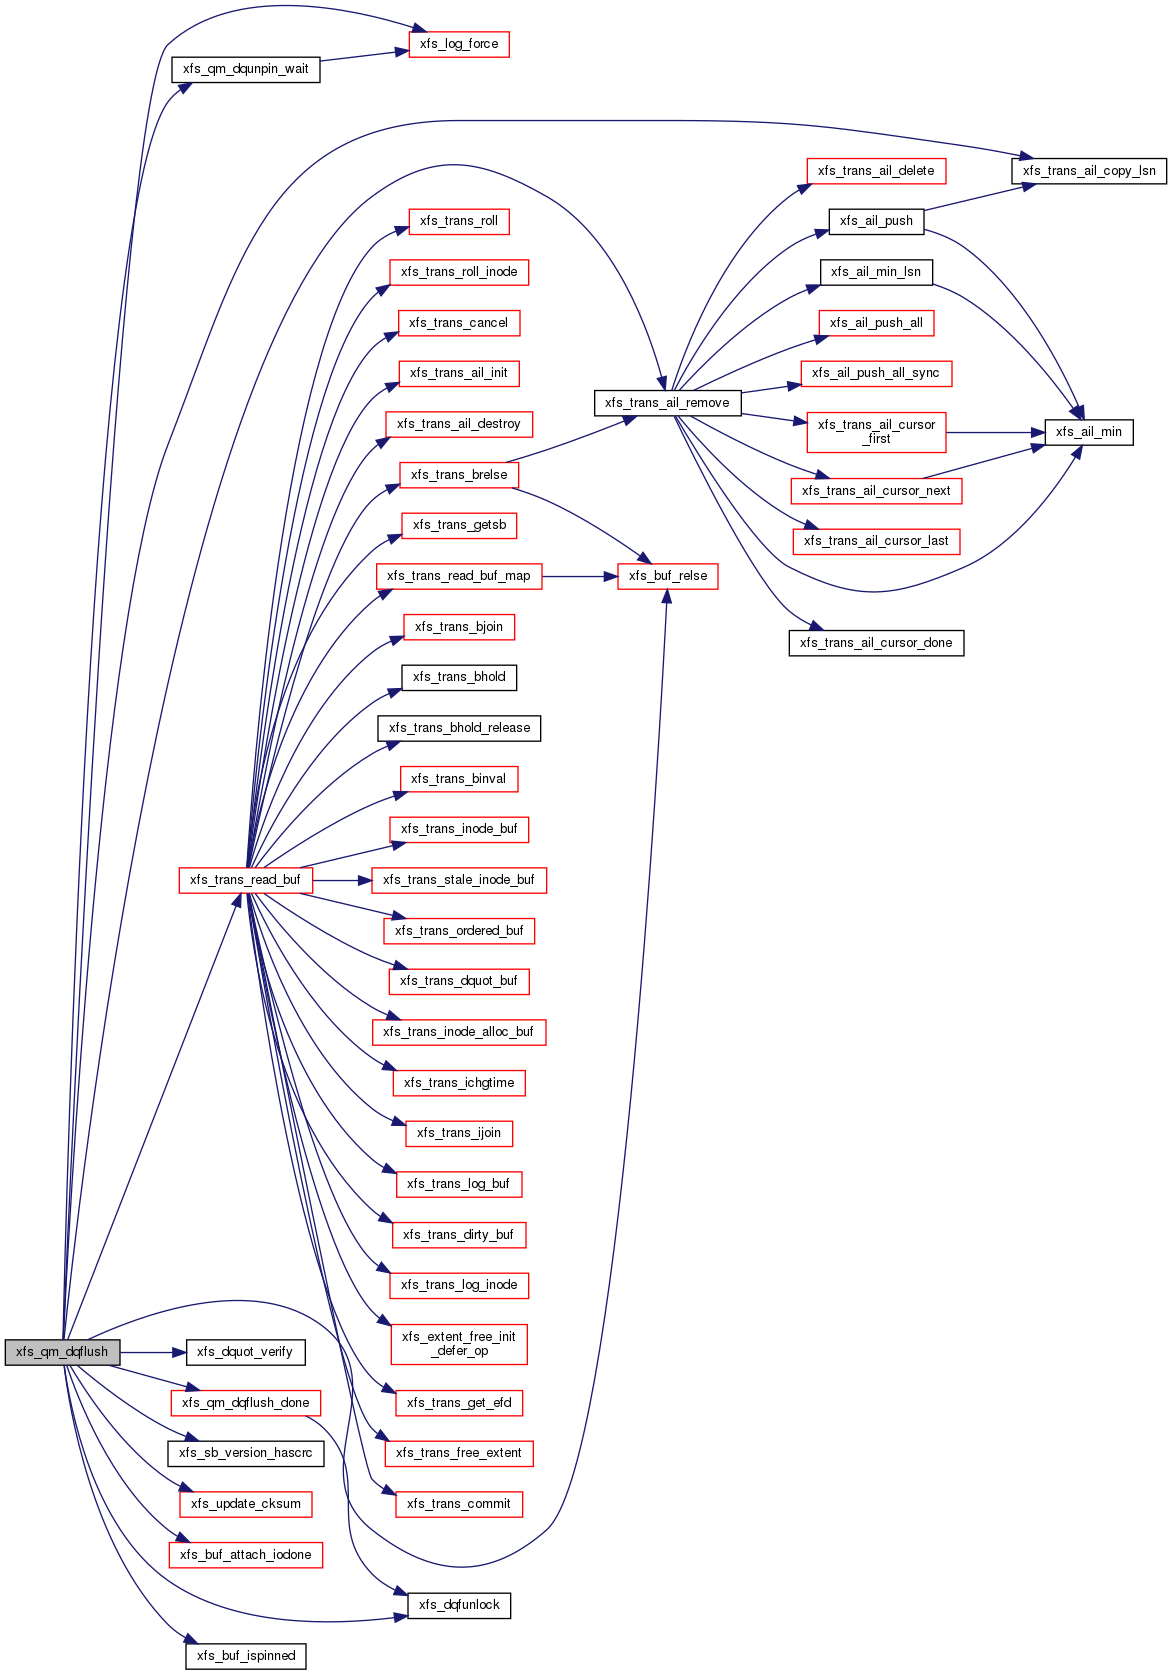 xfs_log_force
xfs_qm_dqunpin_wait
xfs_trans_ail_delete
xfs_trans_ail_copy_lsn
xfs_trans_roll
xfs_ail_push
xfs_trans_roll_inode
xfs_ail_min_lsn
xfs_trans_cancel
xfs_ail_push_all
xfs_trans_ail_init
xfs_ail_push_all_sync
xfs_trans_ail_remove
xfs_trans_ail_destroy
xfs_trans_ail_cursor
_first
xfs_ail_min
xfs_trans_brelse
xfs_trans_ail_cursor_next
xfs_trans_getsb
xfs_trans_ail_cursor_last
xfs_trans_read_buf_map
xfs_buf_relse
xfs_trans_bjoin
xfs_trans_ail_cursor_done
xfs_trans_bhold
xfs_trans_bhold_release
xfs_trans_binval
xfs_trans_inode_buf
xfs_trans_read_buf
xfs_trans_stale_inode_buf
xfs_trans_ordered_buf
xfs_trans_dquot_buf
xfs_trans_inode_alloc_buf
xfs_trans_ichgtime
xfs_trans_ijoin
xfs_trans_log_buf
xfs_trans_dirty_buf
xfs_trans_log_inode
xfs_extent_free_init
_defer_op
xfs_qm_dqflush
xfs_dquot_verify
xfs_qm_dqflush_done
xfs_trans_get_efd
xfs_sb_version_hascrc
xfs_trans_free_extent
xfs_update_cksum
xfs_trans_commit
xfs_buf_attach_iodone
xfs_dqfunlock
xfs_buf_ispinned